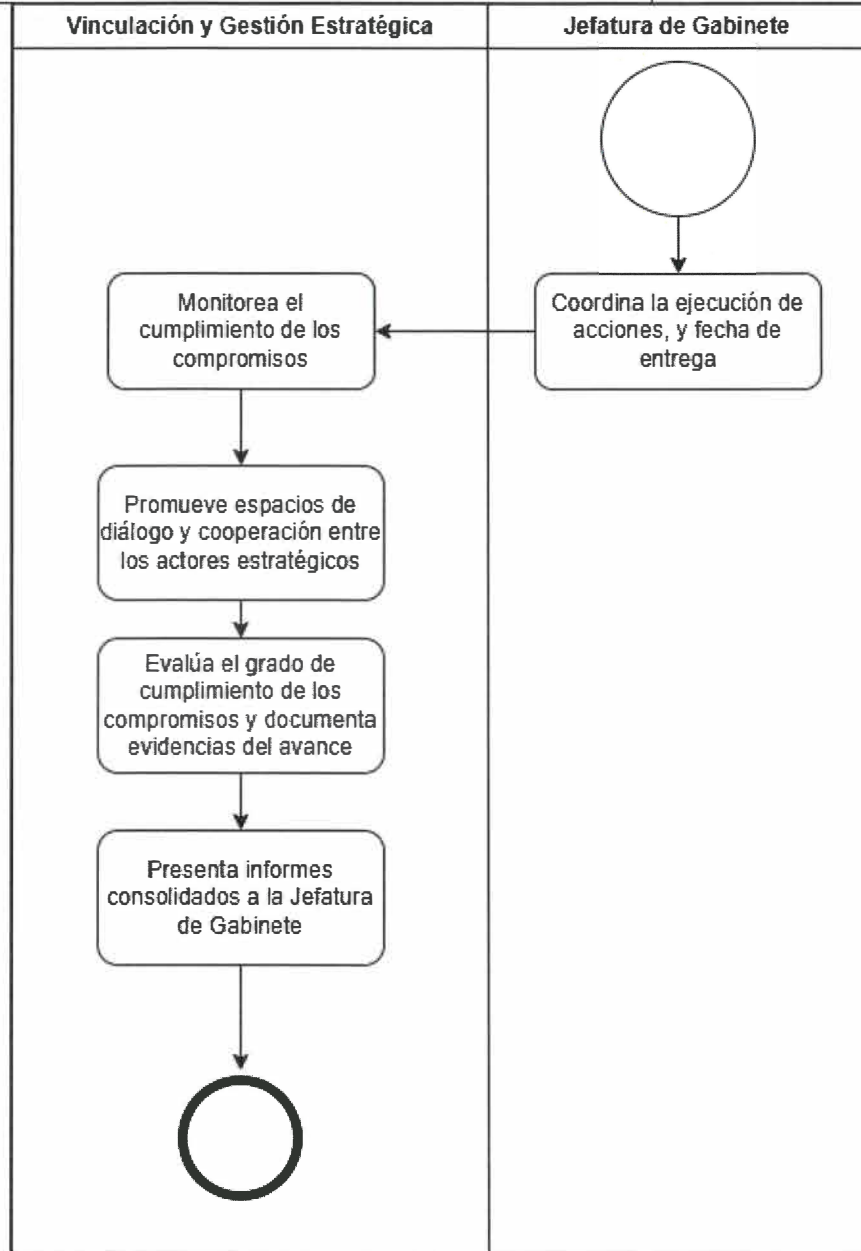 Vinculación y Gestión Estratégica
Jefatura de Gabinete
Coordina la ejecución de
acciones, y fecha de
entrega
Monitorea el
cumplimiento de los
compromisos
Promueve espacios de
diálogo y cooperación entre
los actores estratégicos
Evalúa el grado de
cumplimiento de los
compromisos y documenta
evidencias del avance
Presenta informes
consolidados a la Jefatura
de Gabinete